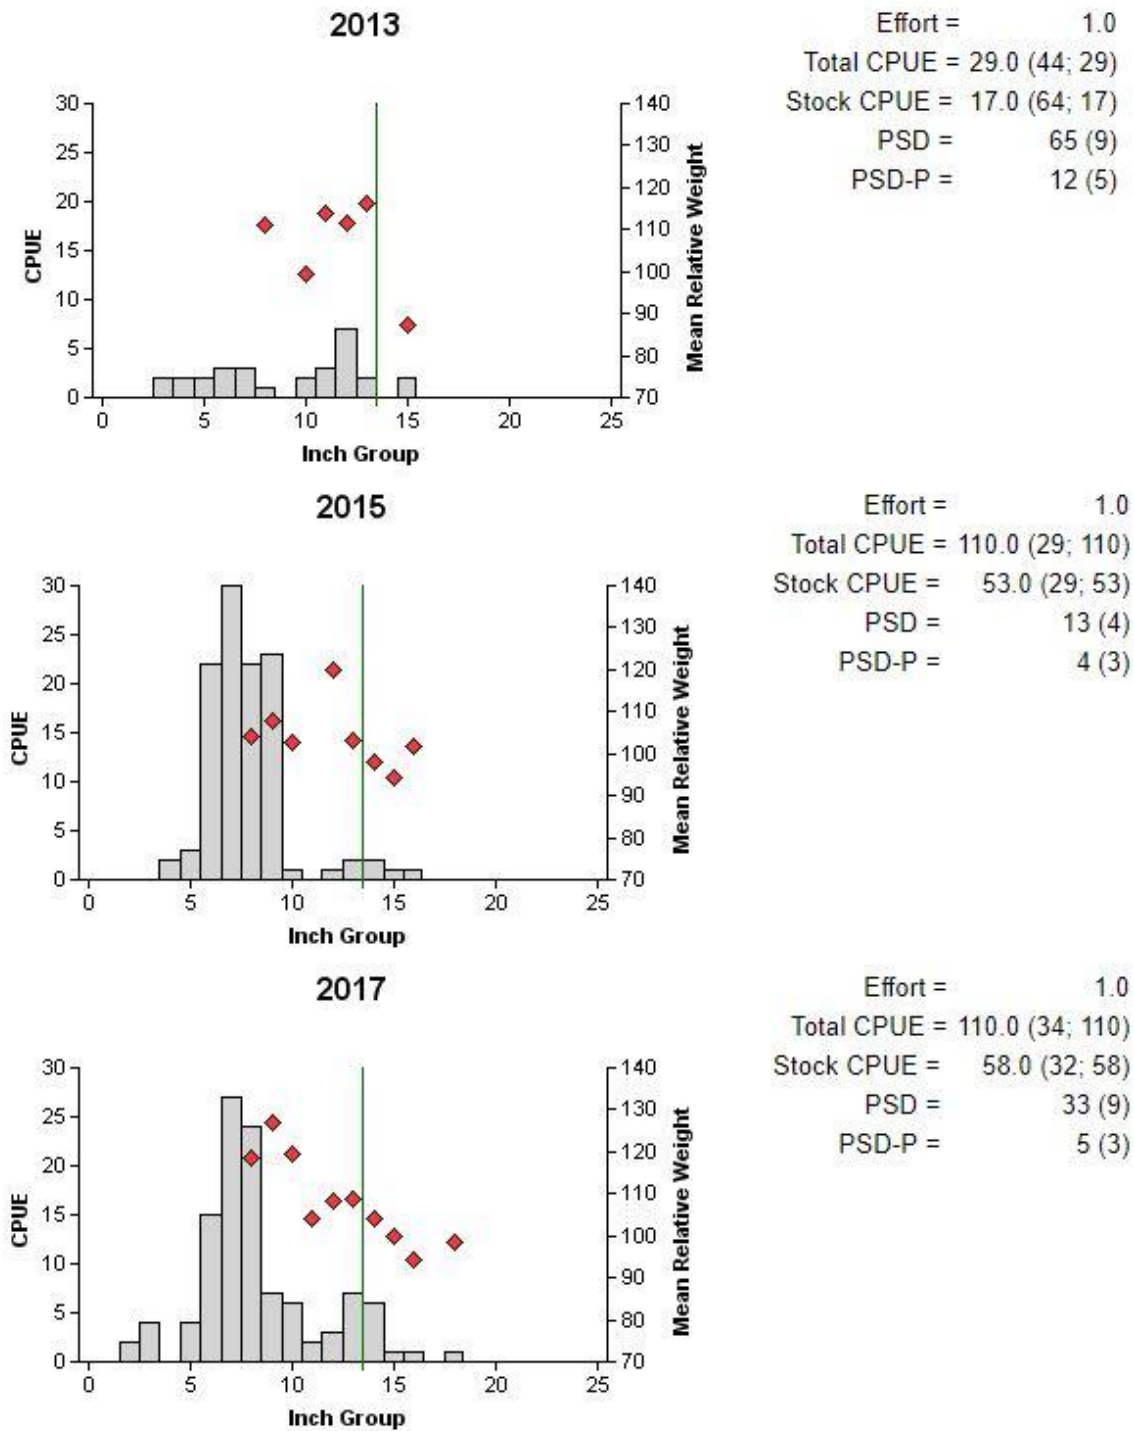 2013
Effort = 1.0
Total CPUE = 29.0 (44; 29)
Stock CPUE = 17.0 (64; 17)
PSD = 65 (9)
PSD-P = 12 (5)
30
25
20
15
10
5
0
CPUE
140
130
120
110
100
90
80
70
Mean Relative Weight
0 5 10 15 20 25
Inch Group
2015
Effort = 1.0
Total CPUE = 110.0 (29; 110)
Stock CPUE = 53.0 (29; 53)
PSD = 13 (4)
PSD-P = 4 (3)
30
25
20
15
10
5
0
CPUE
140
130
120
110
100
90
80
70
Mean Relative Weight
0 5 10 15 20 25
Inch Group
2017
Effort = 1.0
Total CPUE = 110.0 (34; 110)
Stock CPUE = 58.0 (32; 58)
PSD = 33 (9)
PSD-P = 5 (3)
30
25
20
15
10
5
0
CPUE
140
130
120
110
100
90
80
70
Mean Relative Weight
0 5 10 15 20 25
Inch Group